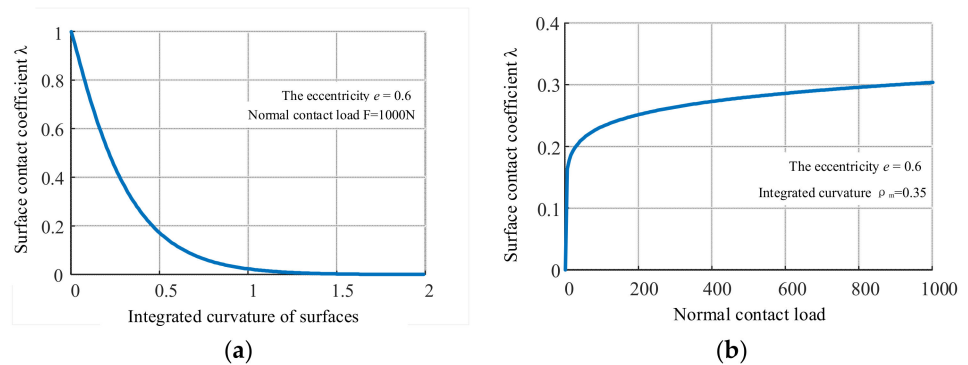 Surface contact coefficient λ
1
0.8
0.6
0.4
0.2
0
The eccentricity e = 0.6
Normal contact load F=1000N
0 0.5 1 1.5 2
Integrated curvature of surfaces
(a)
Surface contact coefficient λ
0.4
0.3
0.2
0.1
0
The eccentricity e = 0.6
Integrated curvature ρm=0.35
0 200 400 600 800 1000
Normal contact load
(b)